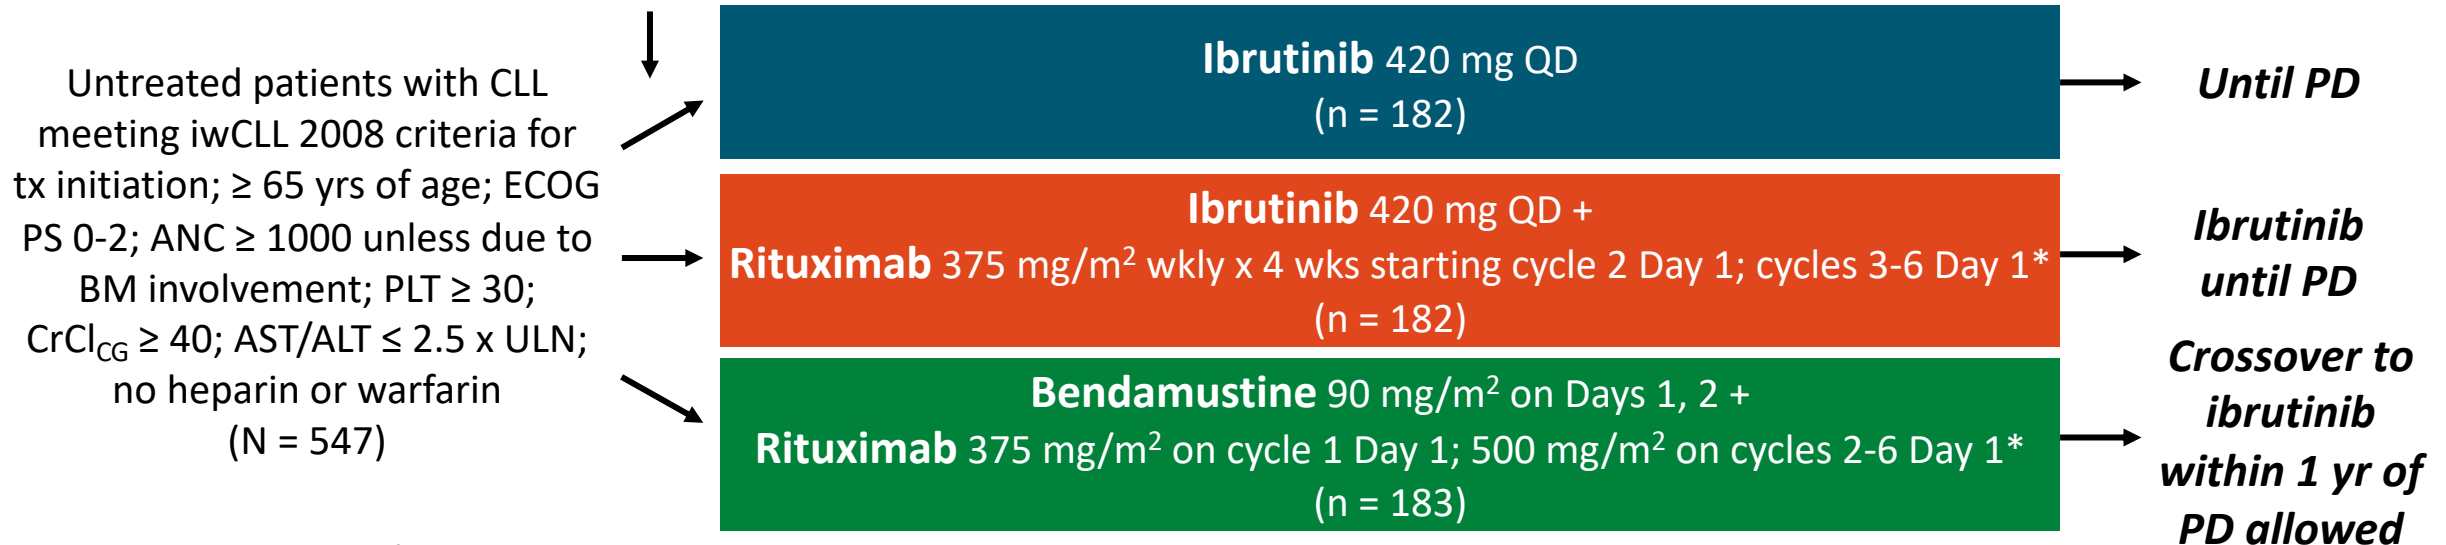 Untreated patients with CLL
meeting iwCLL 2008 criteria for
tx initiation; ≥ 65 yrs of age; ECOG
PS 0-2; ANC ≥ 1000 unless due to
BM involvement; PLT ≥ 30;
CrCl_CG ≥ 40; AST/ALT ≤ 2.5 x ULN;
no heparin or warfarin
(N = 547)
Ibrutinib 420 mg QD
(n = 182)
Until PD
Ibrutinib 420 mg QD +
Rituximab 375 mg/m² wkly x 4 wks starting cycle 2 Day 1; cycles 3-6 Day 1*
(n = 182)
Ibrutinib
until PD
Bendamustine 90 mg/m² on Days 1, 2 +
Rituximab 375 mg/m² on cycle 1 Day 1; 500 mg/m² on cycles 2-6 Day 1*
(n = 183)
Crossover to
ibrutinib
within 1 yr of
PD allowed